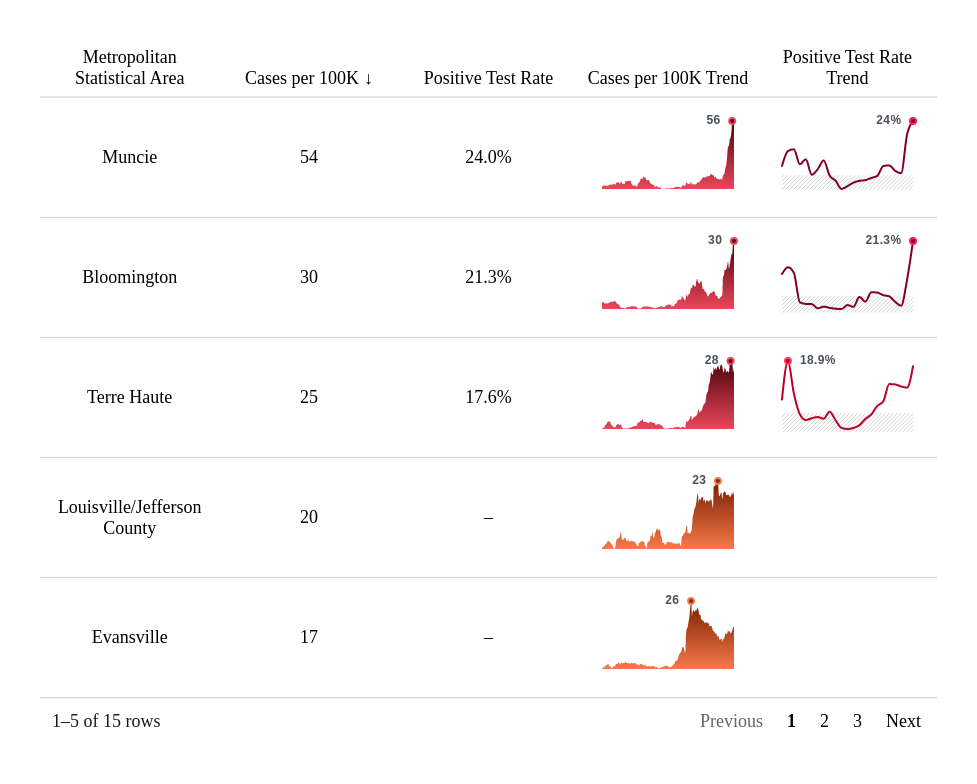 Metropolitan
Statistical Area
Cases per 100K ↓
Positive Test Rate
Cases per 100K Trend
Positive Test Rate
Trend
Muncie
54
24.0%
56
24%
Bloomington
30
21.3%
30
21.3%
Terre Haute
25
17.6%
28
18.9%
Louisville/Jefferson
County
20
–
23
Evansville
17
–
26
1–5 of 15 rows
Previous 1 2 3 Next